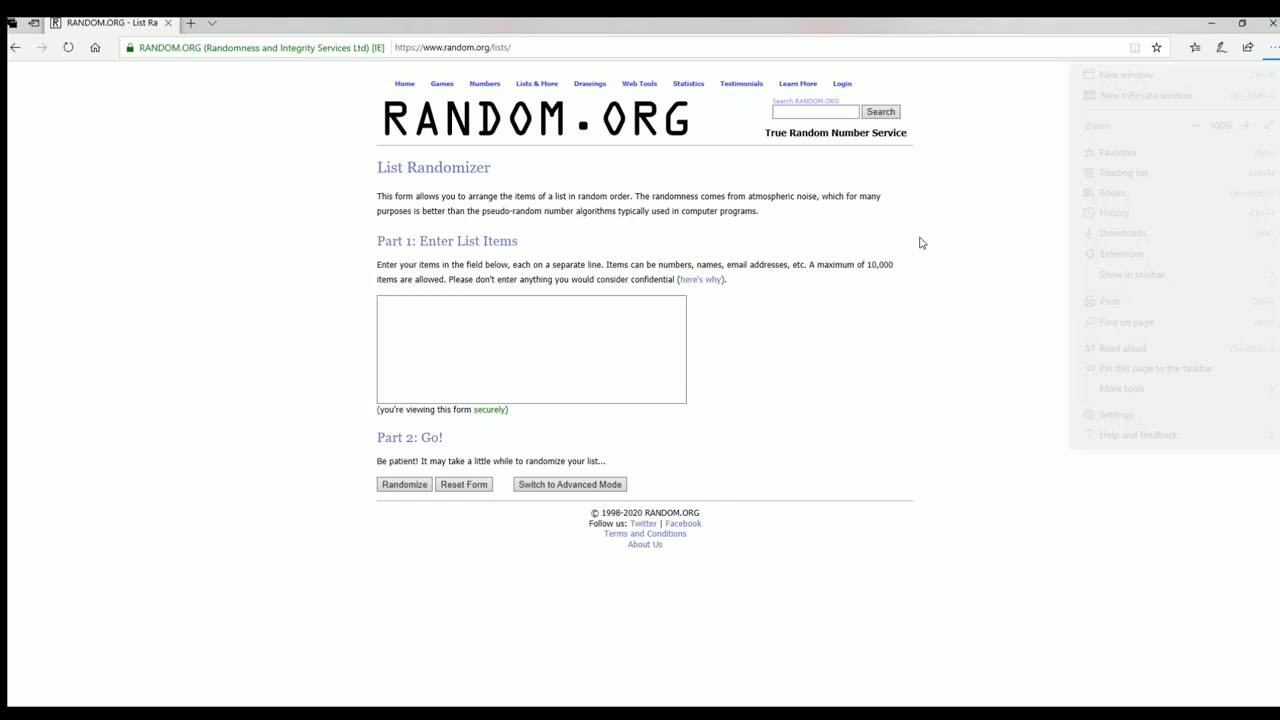 RANDOM.ORG - List Ra
RANDOM.ORG (Randomness and Integrity Services Ltd) [IE] https://www.random.org/lists/
Home Games Numbers Lists & More Drawings Web Tools Statistics Testimonials Learn More Login
RANDOM.ORG
Search RANDOM.ORG
Search
True Random Number Service
List Randomizer
This form allows you to arrange the items of a list in random order. The randomness comes from atmospheric noise, which for many
purposes is better than the pseudo-random number algorithms typically used in computer programs.
Part 1: Enter List Items
Enter your items in the field below, each on a separate line. Items can be numbers, names, email addresses, etc. A maximum of 10,000
items are allowed. Please don't enter anything you would consider confidential (here's why).
(you're viewing this form securely)
Part 2: Go!
Be patient! It may take a little while to randomize your list...
Randomize Reset Form Switch to Advanced Mode
© 1998-2020 RANDOM.ORG
Follow us: Twitter | Facebook
Terms and Conditions
About Us
New window Ctrl+N
New InPrivate window Ctrl+Shift+P
Zoom 100%
Favorites
Reading list Ctrl+M
Books
History Ctrl+H
Downloads
Extensions
Show in toolbar
Print Ctrl+P
Find on page
Read aloud Ctrl+Shift+G
Pin this page to the taskbar
More tools
Settings
Help and feedback